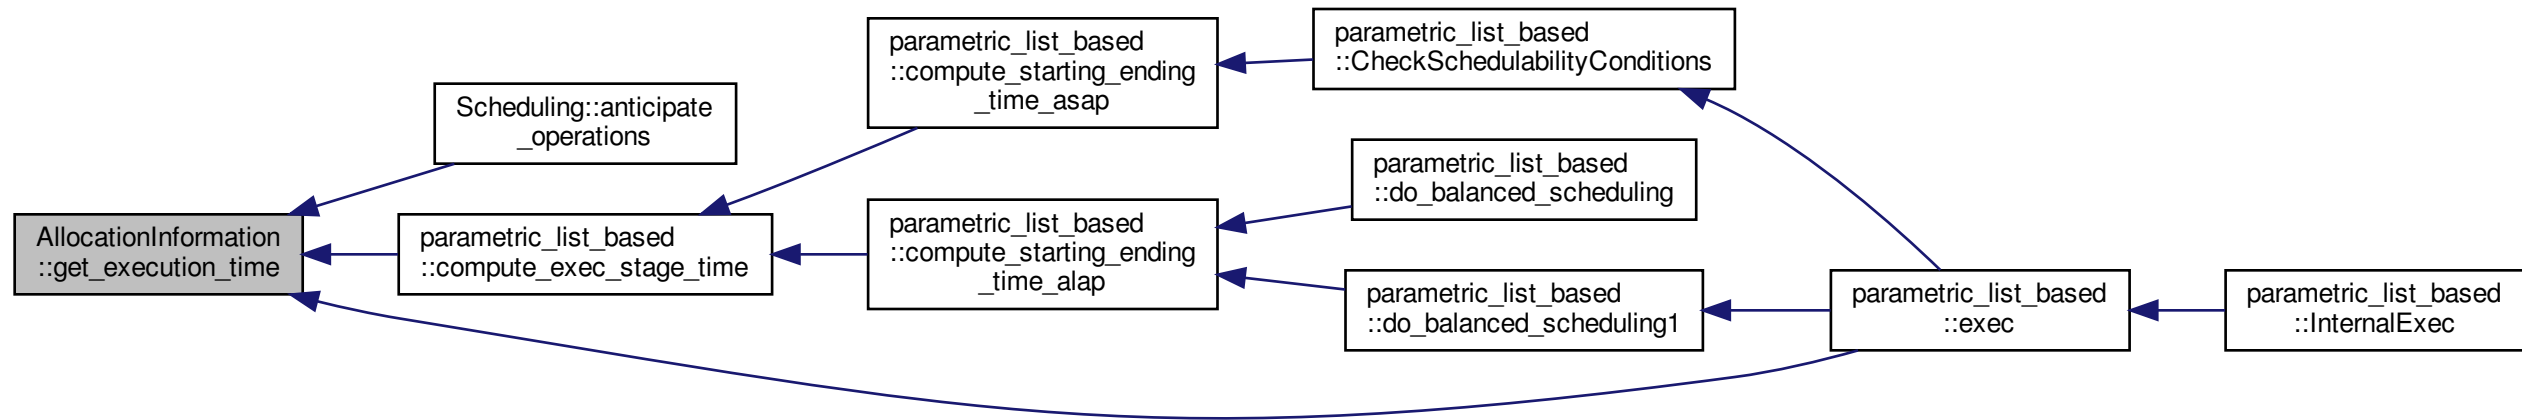 AllocationInformation
::get_execution_time
Scheduling::anticipate
_operations
parametric_list_based
::compute_exec_stage_time
parametric_list_based
::compute_starting_ending
_time_asap
parametric_list_based
::compute_starting_ending
_time_alap
parametric_list_based
::CheckSchedulabilityConditions
parametric_list_based
::do_balanced_scheduling
parametric_list_based
::do_balanced_scheduling1
parametric_list_based
::exec
parametric_list_based
::InternalExec